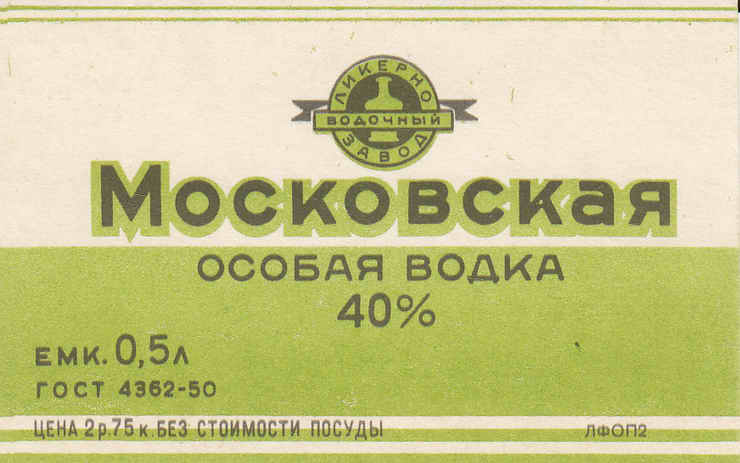 ЛИКЕРНО
ВОДОЧНЫЙ
ЗАВОД
МОСКОВСКАЯ
ОСОБАЯ ВОДКА
40%
ЕМК. 0,5Л
ГОСТ 4362-50
ЦЕНА 2р.75 к. БЕЗ СТОИМОСТИ ПОСУДЫ
ЛФОП2